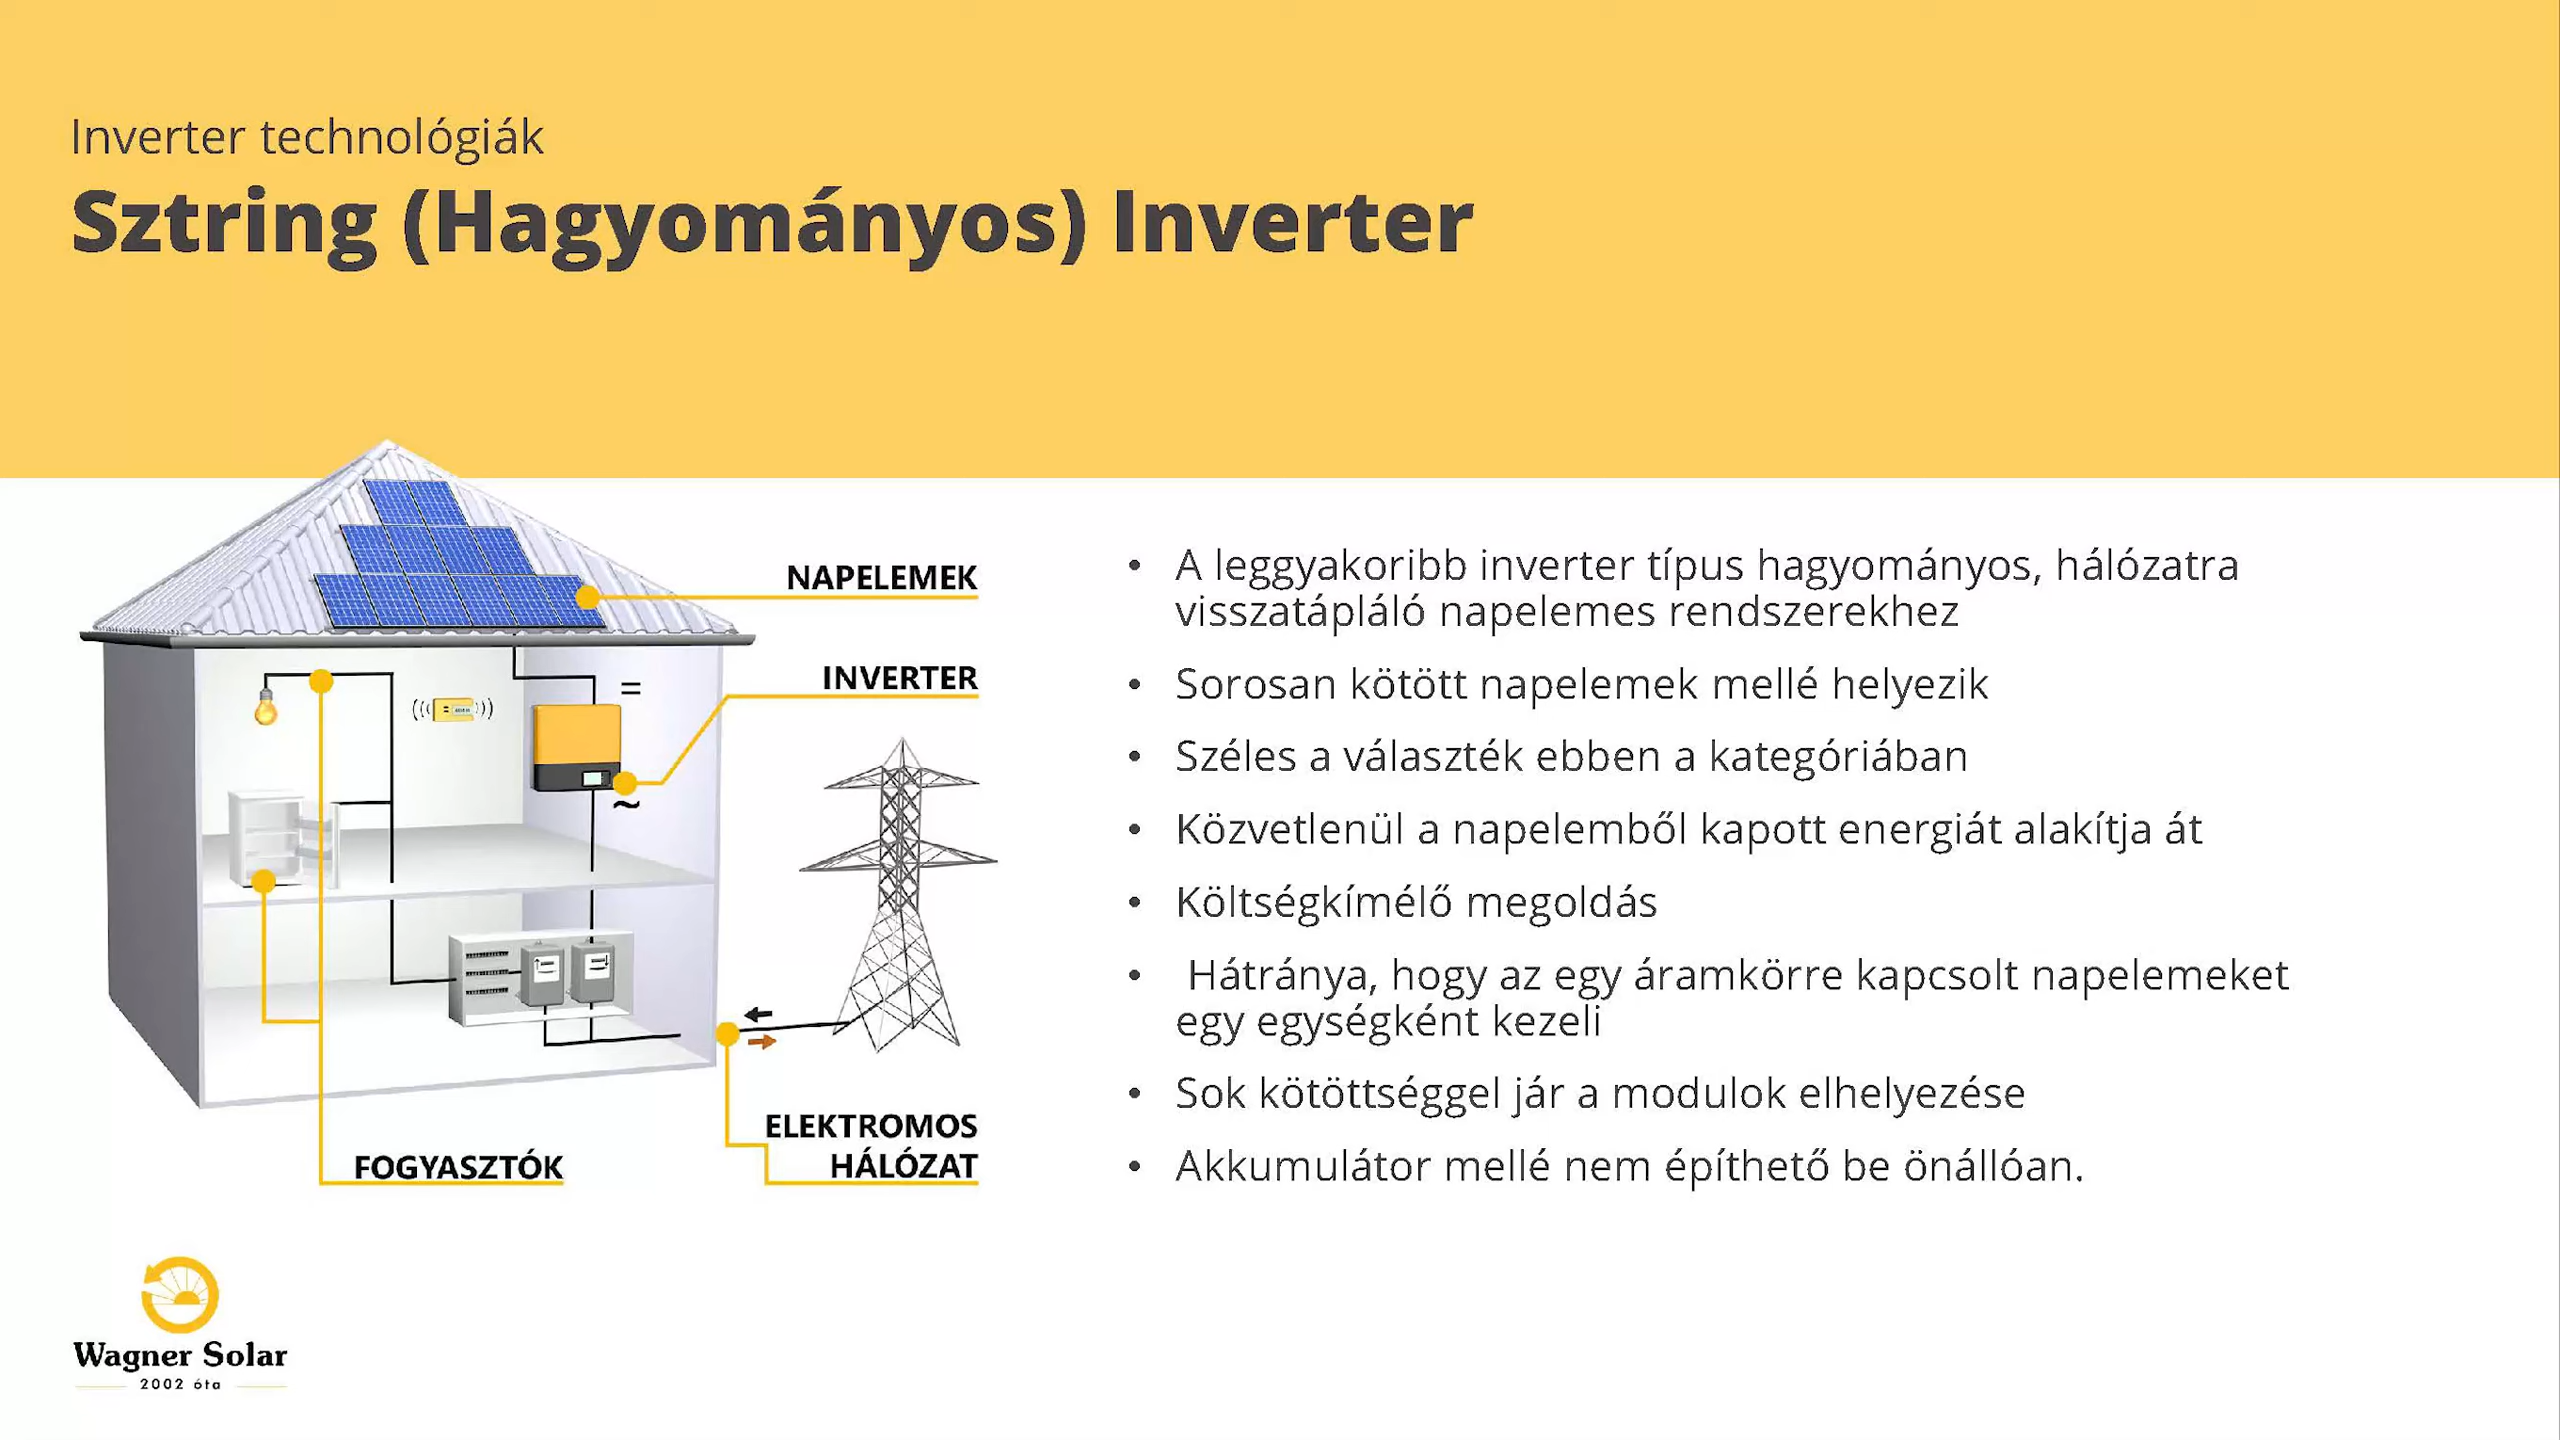 Inverter technológiák
Sztring (Hagyományos) Inverter
NAPELEMEK
INVERTER
=
~
FOGYASZTÓK
ELEKTROMOS
HÁLÓZAT
• A leggyakoribb inverter típus hagyományos, hálózatra
visszatápláló napelemes rendszerekhez
• Sorosan kötött napelemek mellé helyezik
• Széles a választék ebben a kategóriában
• Közvetlenül a napelemből kapott energiát alakítja át
• Költségkímélő megoldás
• Hátránya, hogy az egy áramkörre kapcsolt napelemeket
egy egységként kezeli
• Sok kötöttséggel jár a modulok elhelyezése
• Akkumulátor mellé nem építhető be önállóan.
Wagner Solar
2002 óta